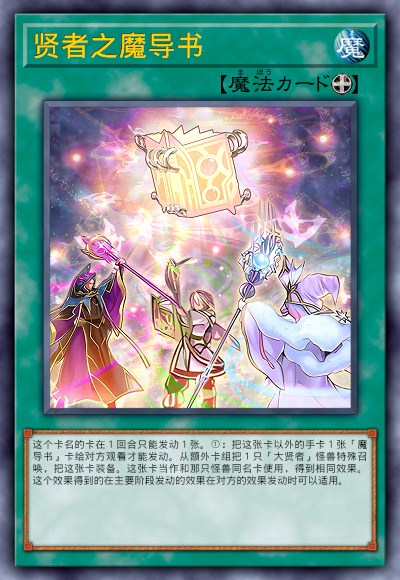 贤者之魔导书
魔
【魔法カード】
まほう
这个卡名的卡在1回合只能发动1张。①：把这张卡以外的手卡1张「魔
导书」卡给对方观看才能发动。从额外卡组把1只「大贤者」怪兽特殊召
唤，把这张卡装备。这张卡当作和那只怪兽同名卡使用，得到相同效果。
这个效果得到的在主要阶段发动的效果在对方的效果发动时可以适用。